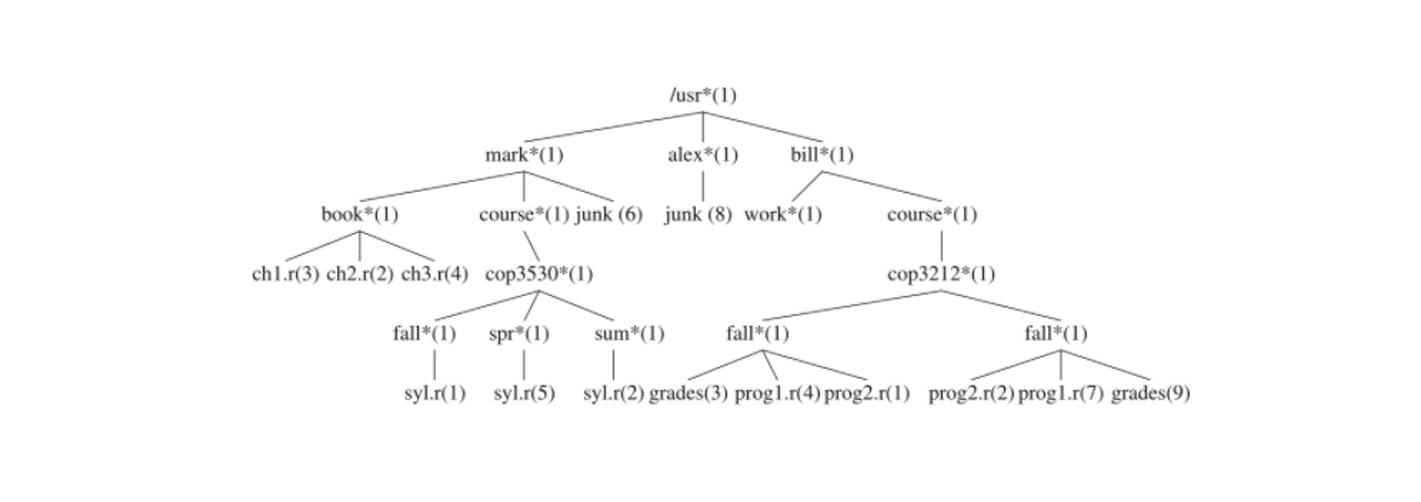 /usr*(1)
mark*(1) alex*(1) bill*(1)
book*(1) course*(1) junk (6) junk (8) work*(1) course*(1)
ch1.r(3) ch2.r(2) ch3.r(4) cop3530*(1) cop3212*(1)
fall*(1) spr*(1) sum*(1) fall*(1) fall*(1)
syl.r(1) syl.r(5) syl.r(2) grades(3) prog1.r(4) prog2.r(1) prog2.r(2) prog1.r(7) grades(9)